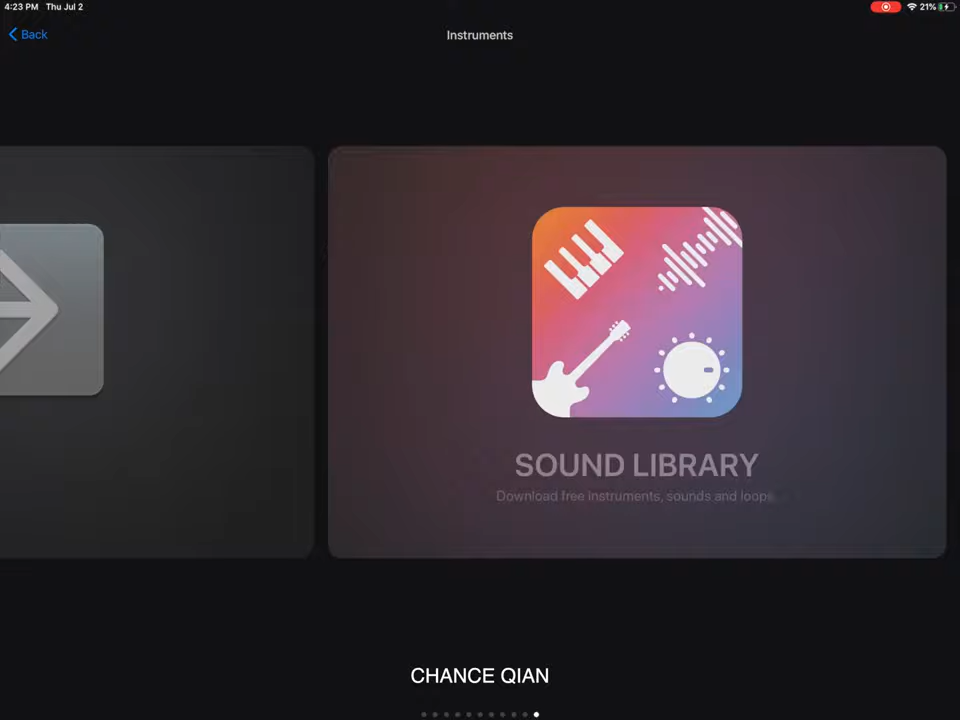 4:23 PM Thu Jul 2
21%
Back
Instruments
SOUND LIBRARY
Download free instruments, sounds and loops.
CHANCE QIAN